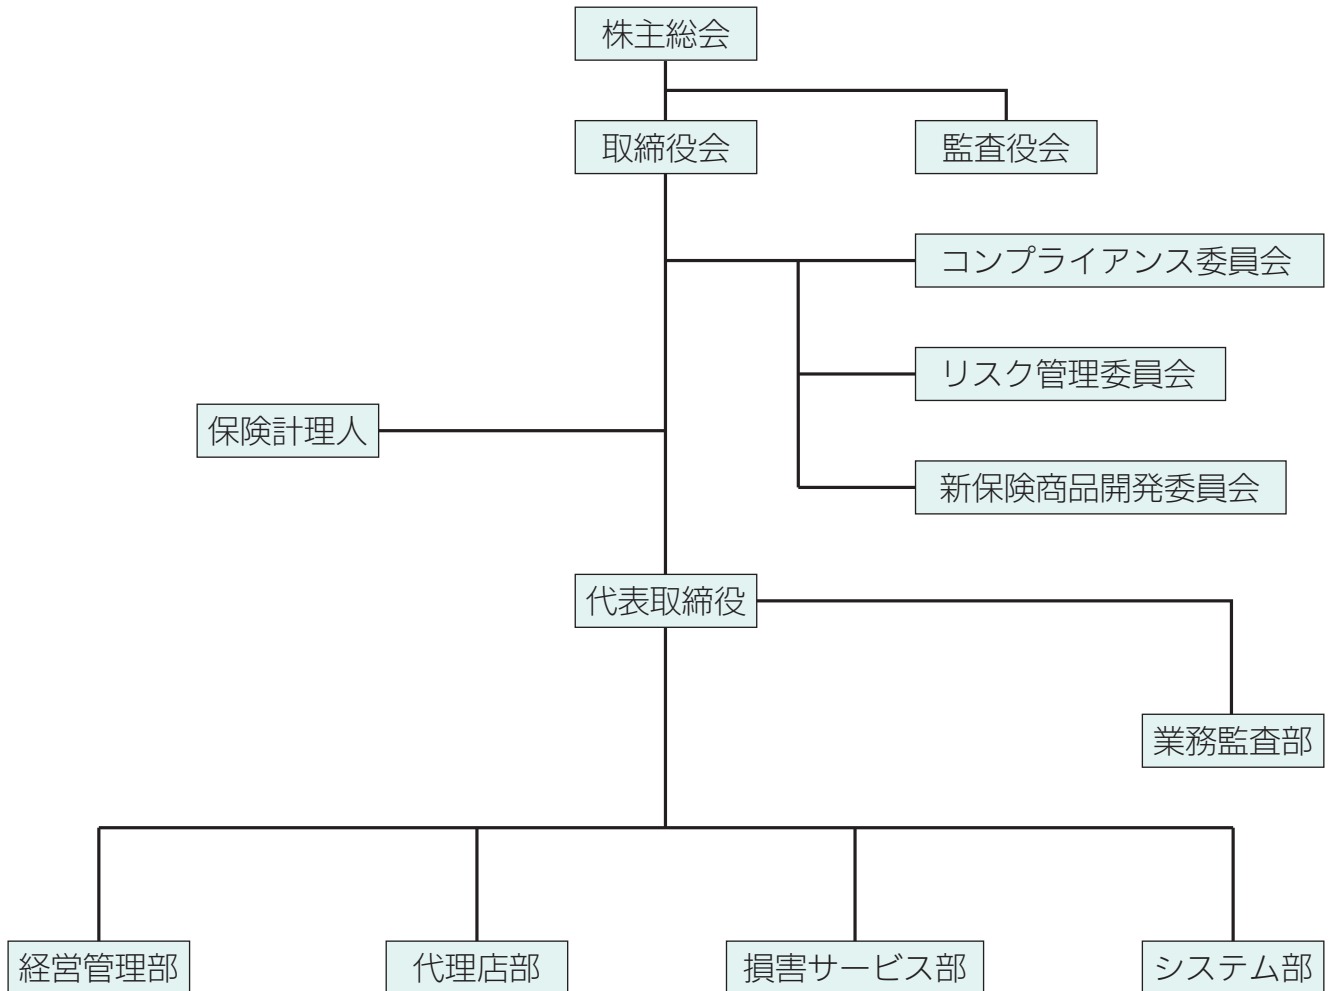 株主総会
取締役会
監査役会
コンプライアンス委員会
リスク管理委員会
保険計理人
新保険商品開発委員会
代表取締役
業務監査部
経営管理部
代理店部
損害サービス部
システム部